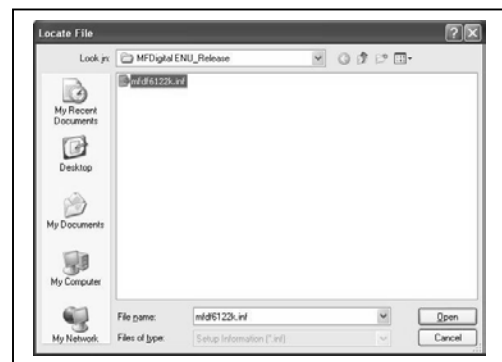 Locate File
Look in: MFDigital ENU_Release
mfdf6122k.inf
My Recent
Documents
Desktop
My Documents
My Computer
My Network
File name: mfdf6122k.inf Open
Files of type: Setup Information (*.inf) Cancel